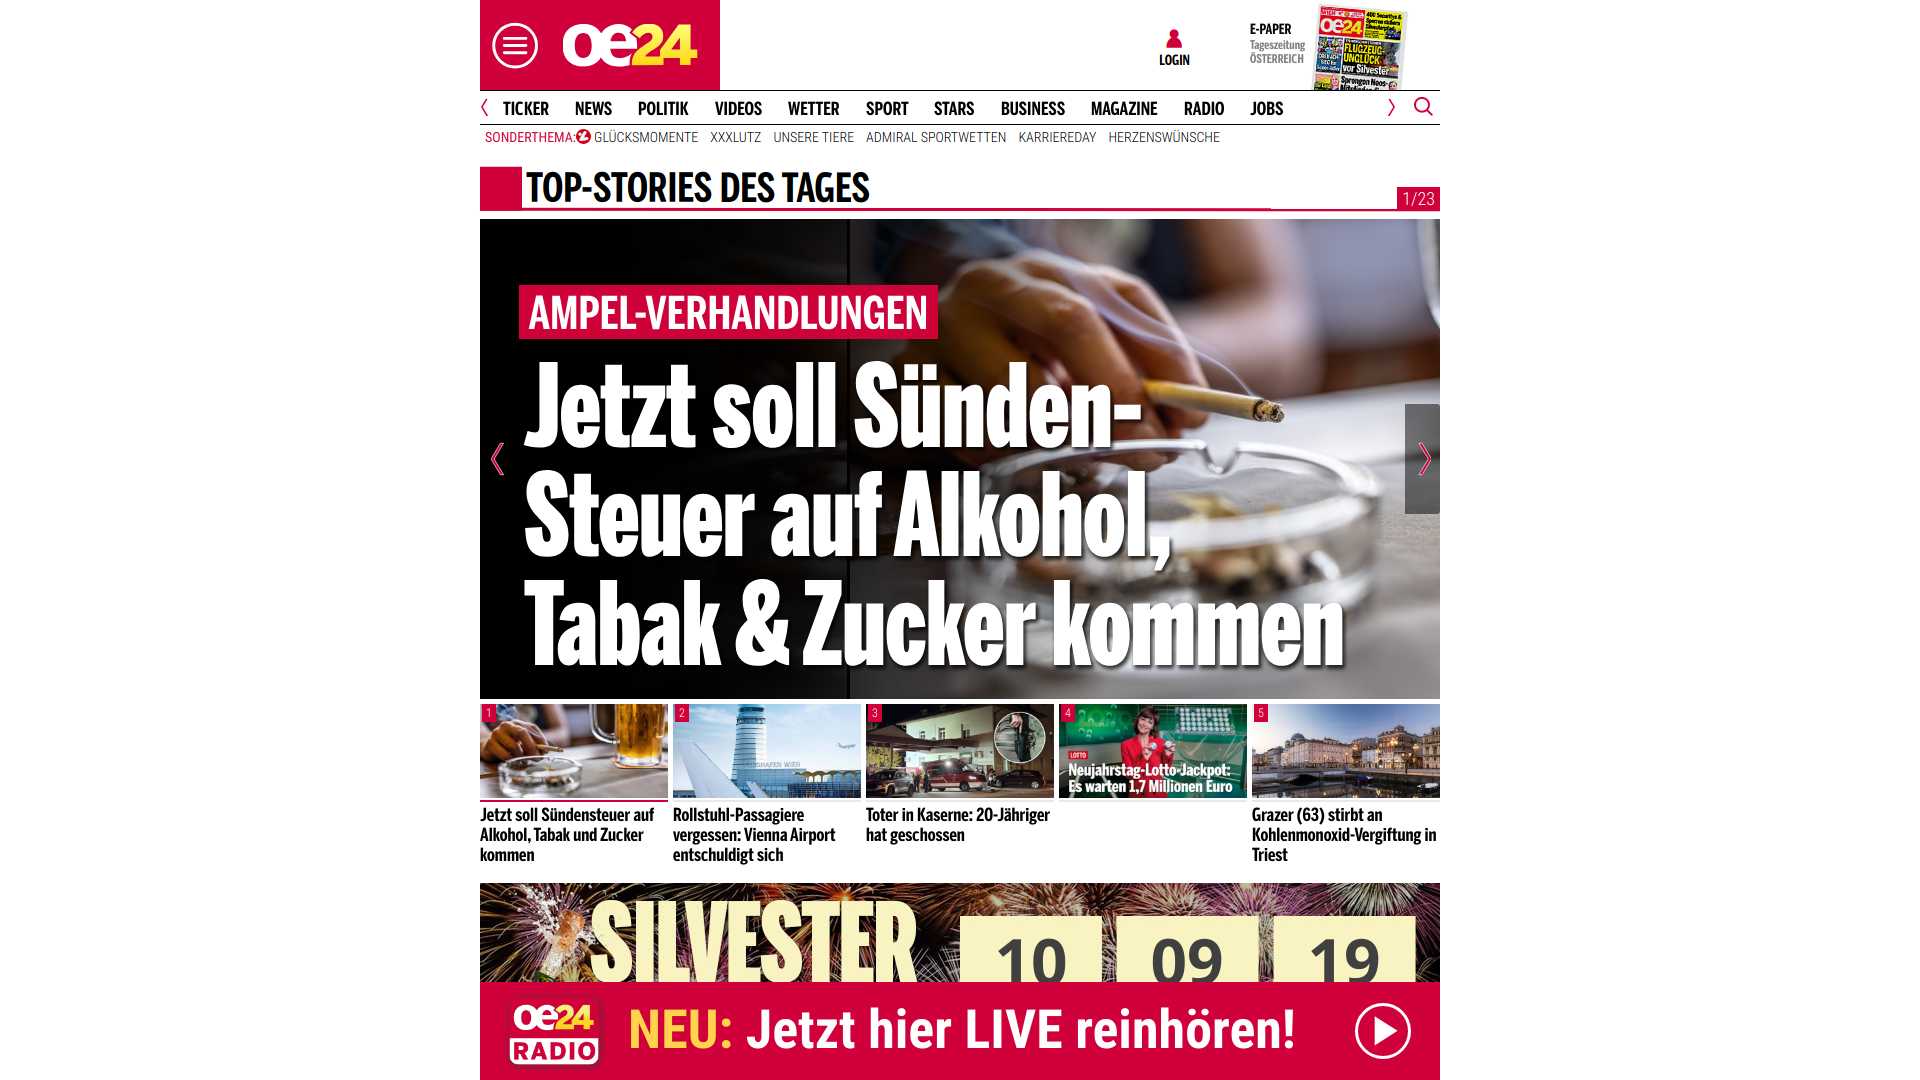 oe24
LOGIN
E-PAPER
Tageszeitung
ÖSTERREICH
oe24
FLUGZEUG-
UNGLÜCK
vor Silvester
TICKER NEWS POLITIK VIDEOS WETTER SPORT STARS BUSINESS MAGAZINE RADIO JOBS
SONDERTHEMA: GLÜCKSMOMENTE XXXLUTZ UNSERE TIERE ADMIRAL SPORTWETTEN KARRIEREDAY HERZENSWÜNSCHE
TOP-STORIES DES TAGES
1/23
AMPEL-VERHANDLUNGEN
Jetzt soll Sünden-
Steuer auf Alkohol,
Tabak & Zucker kommen
1
Jetzt soll Sündensteuer auf
Alkohol, Tabak und Zucker
kommen
2
Rollstuhl-Passagiere
vergessen: Vienna Airport
entschuldigt sich
3
Toter in Kaserne: 20-Jähriger
hat geschossen
4
LOTTO
Neujahrstag-Lotto-Jackpot:
Es warten 1,7 Millionen Euro
5
Grazer (63) stirbt an
Kohlenmonoxid-Vergiftung in
Triest
SILVESTER
10 09 19
oe24
RADIO
NEU: Jetzt hier LIVE reinhören!